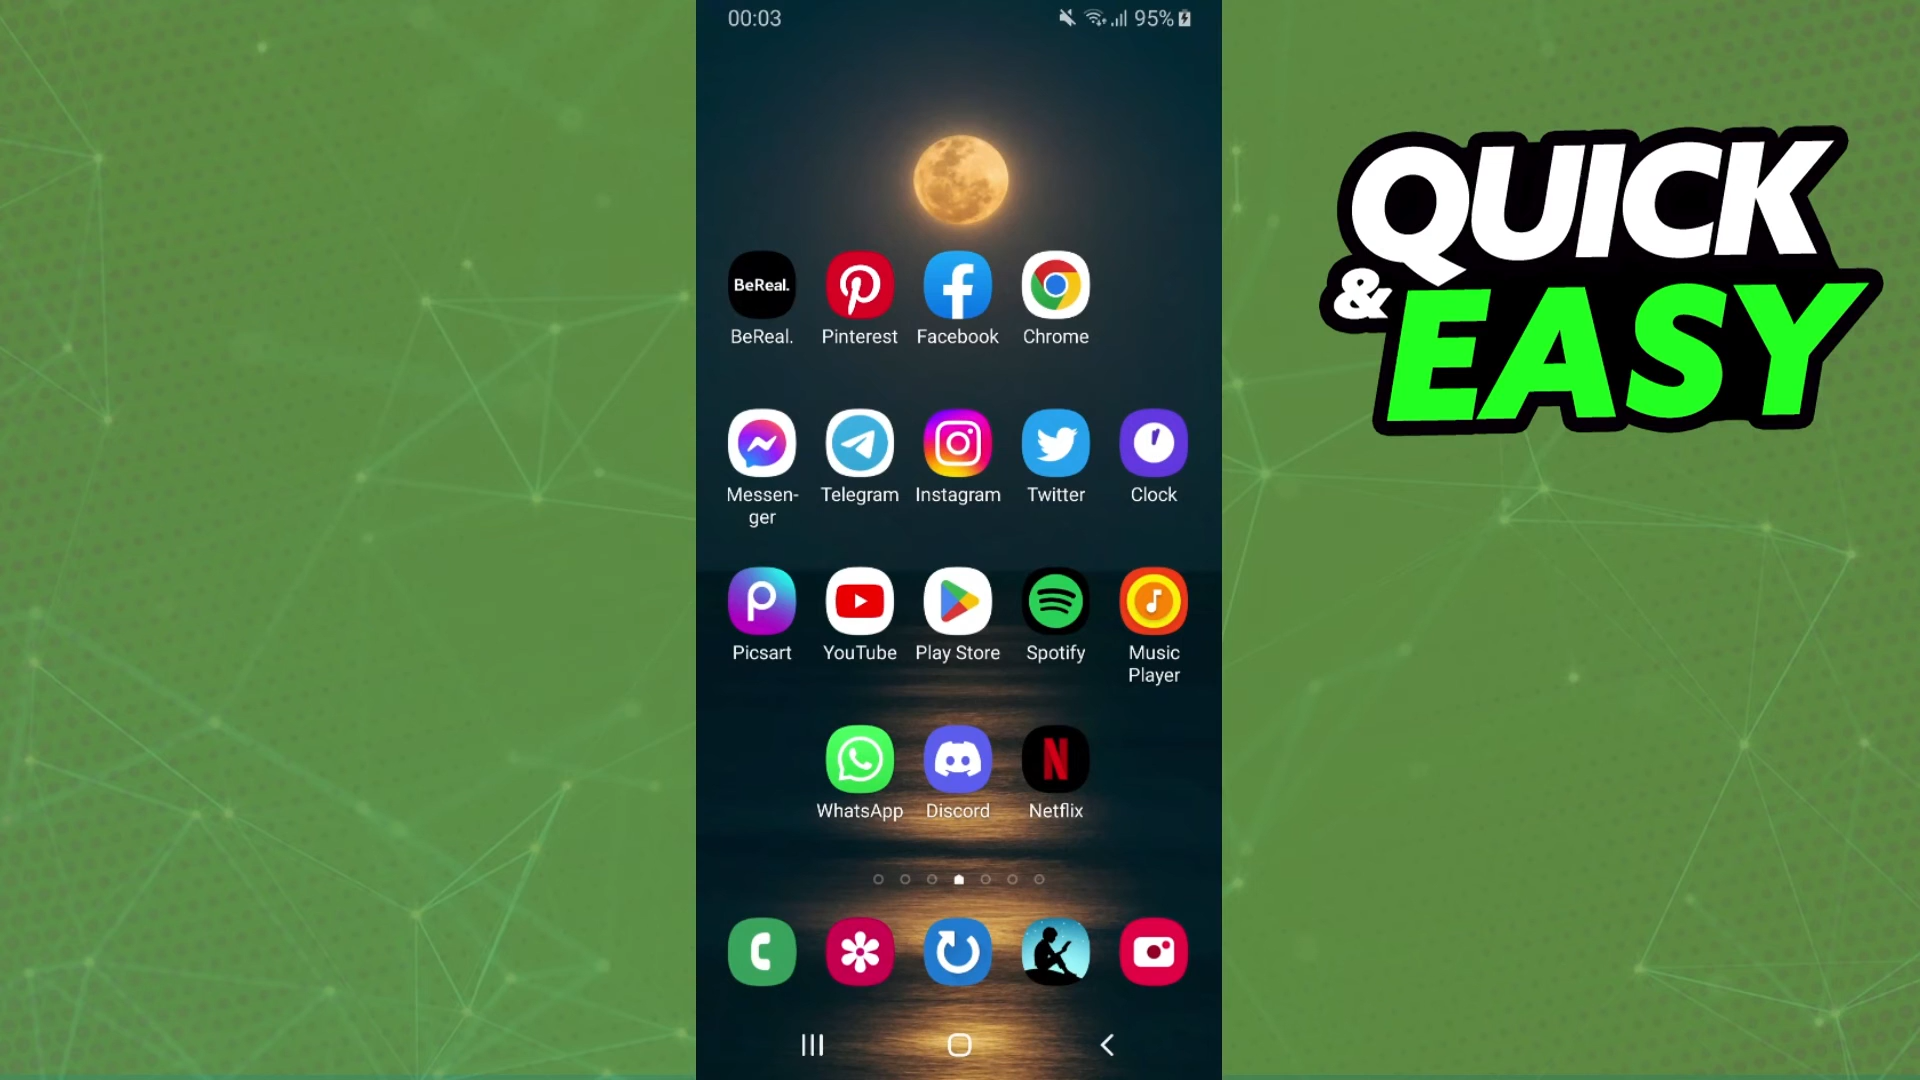 00:03
95%
QUICK
&
EASY
BeReal.
BeReal.
Pinterest
Facebook
Chrome
Messen-
ger
Telegram
Instagram
Twitter
Clock
Picsart
YouTube
Play Store
Spotify
Music
Player
WhatsApp
Discord
Netflix